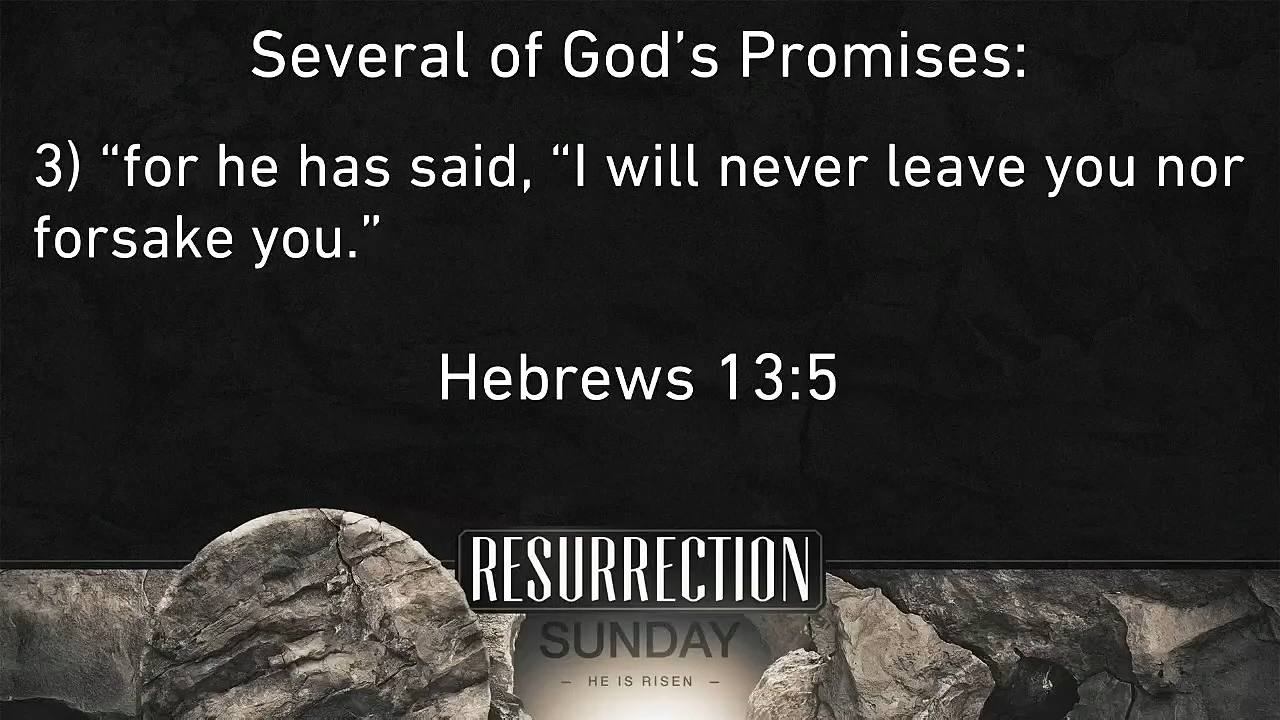 Several of God’s Promises:
3) “for he has said, “I will never leave you nor
forsake you.”
Hebrews 13:5
RESURRECTION
SUNDAY
– HE IS RISEN –